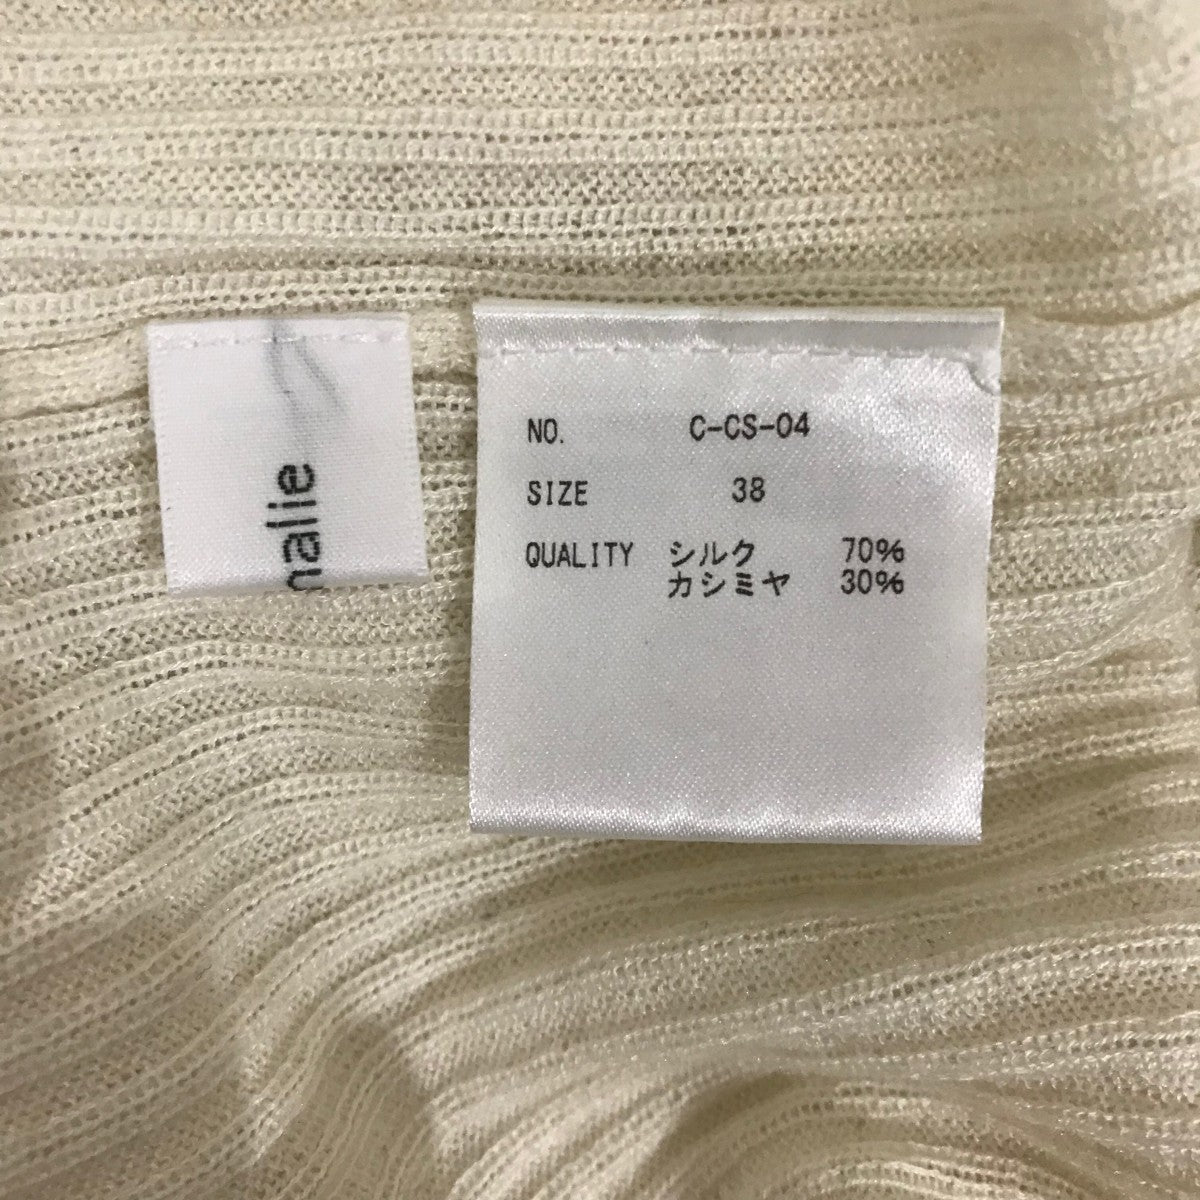 nalie
NO. C-CS-04
SIZE 38
QUALITY シルク 70%
カシミヤ 30%